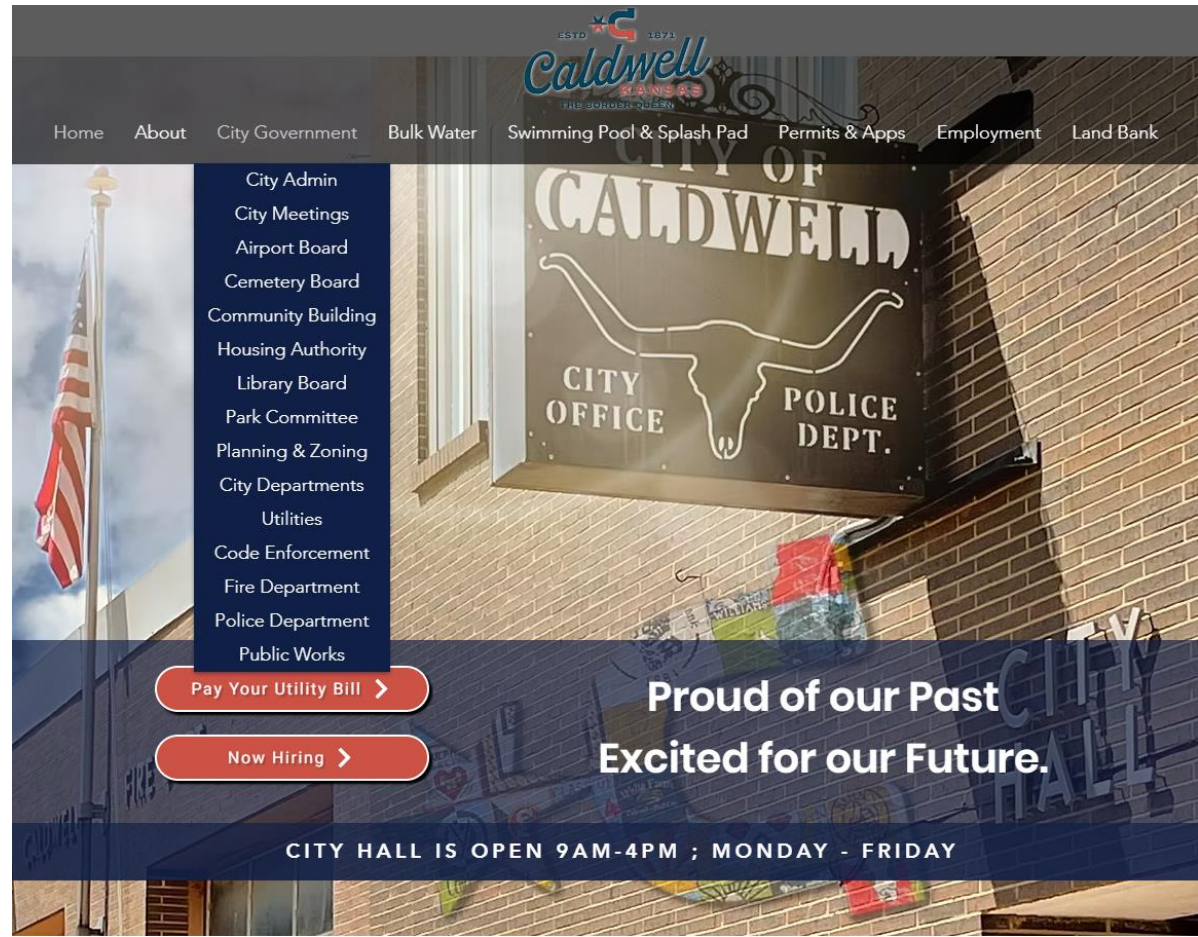 ESTD 1871
Caldwell
KANSAS
THE BORDER QUEEN
Home About City Government Bulk Water Swimming Pool & Splash Pad Permits & Apps Employment Land Bank
City Admin
City Meetings
Airport Board
Cemetery Board
Community Building
Housing Authority
Library Board
Park Committee
Planning & Zoning
City Departments
Utilities
Code Enforcement
Fire Department
Police Department
Public Works
CITY OF
CALDWELL
CITY
OFFICE
POLICE
DEPT.
CITY
HALL
CALDWELL FIRE
Pay Your Utility Bill
Now Hiring
Proud of our Past
Excited for our Future.
CITY HALL IS OPEN 9AM-4PM ; MONDAY - FRIDAY